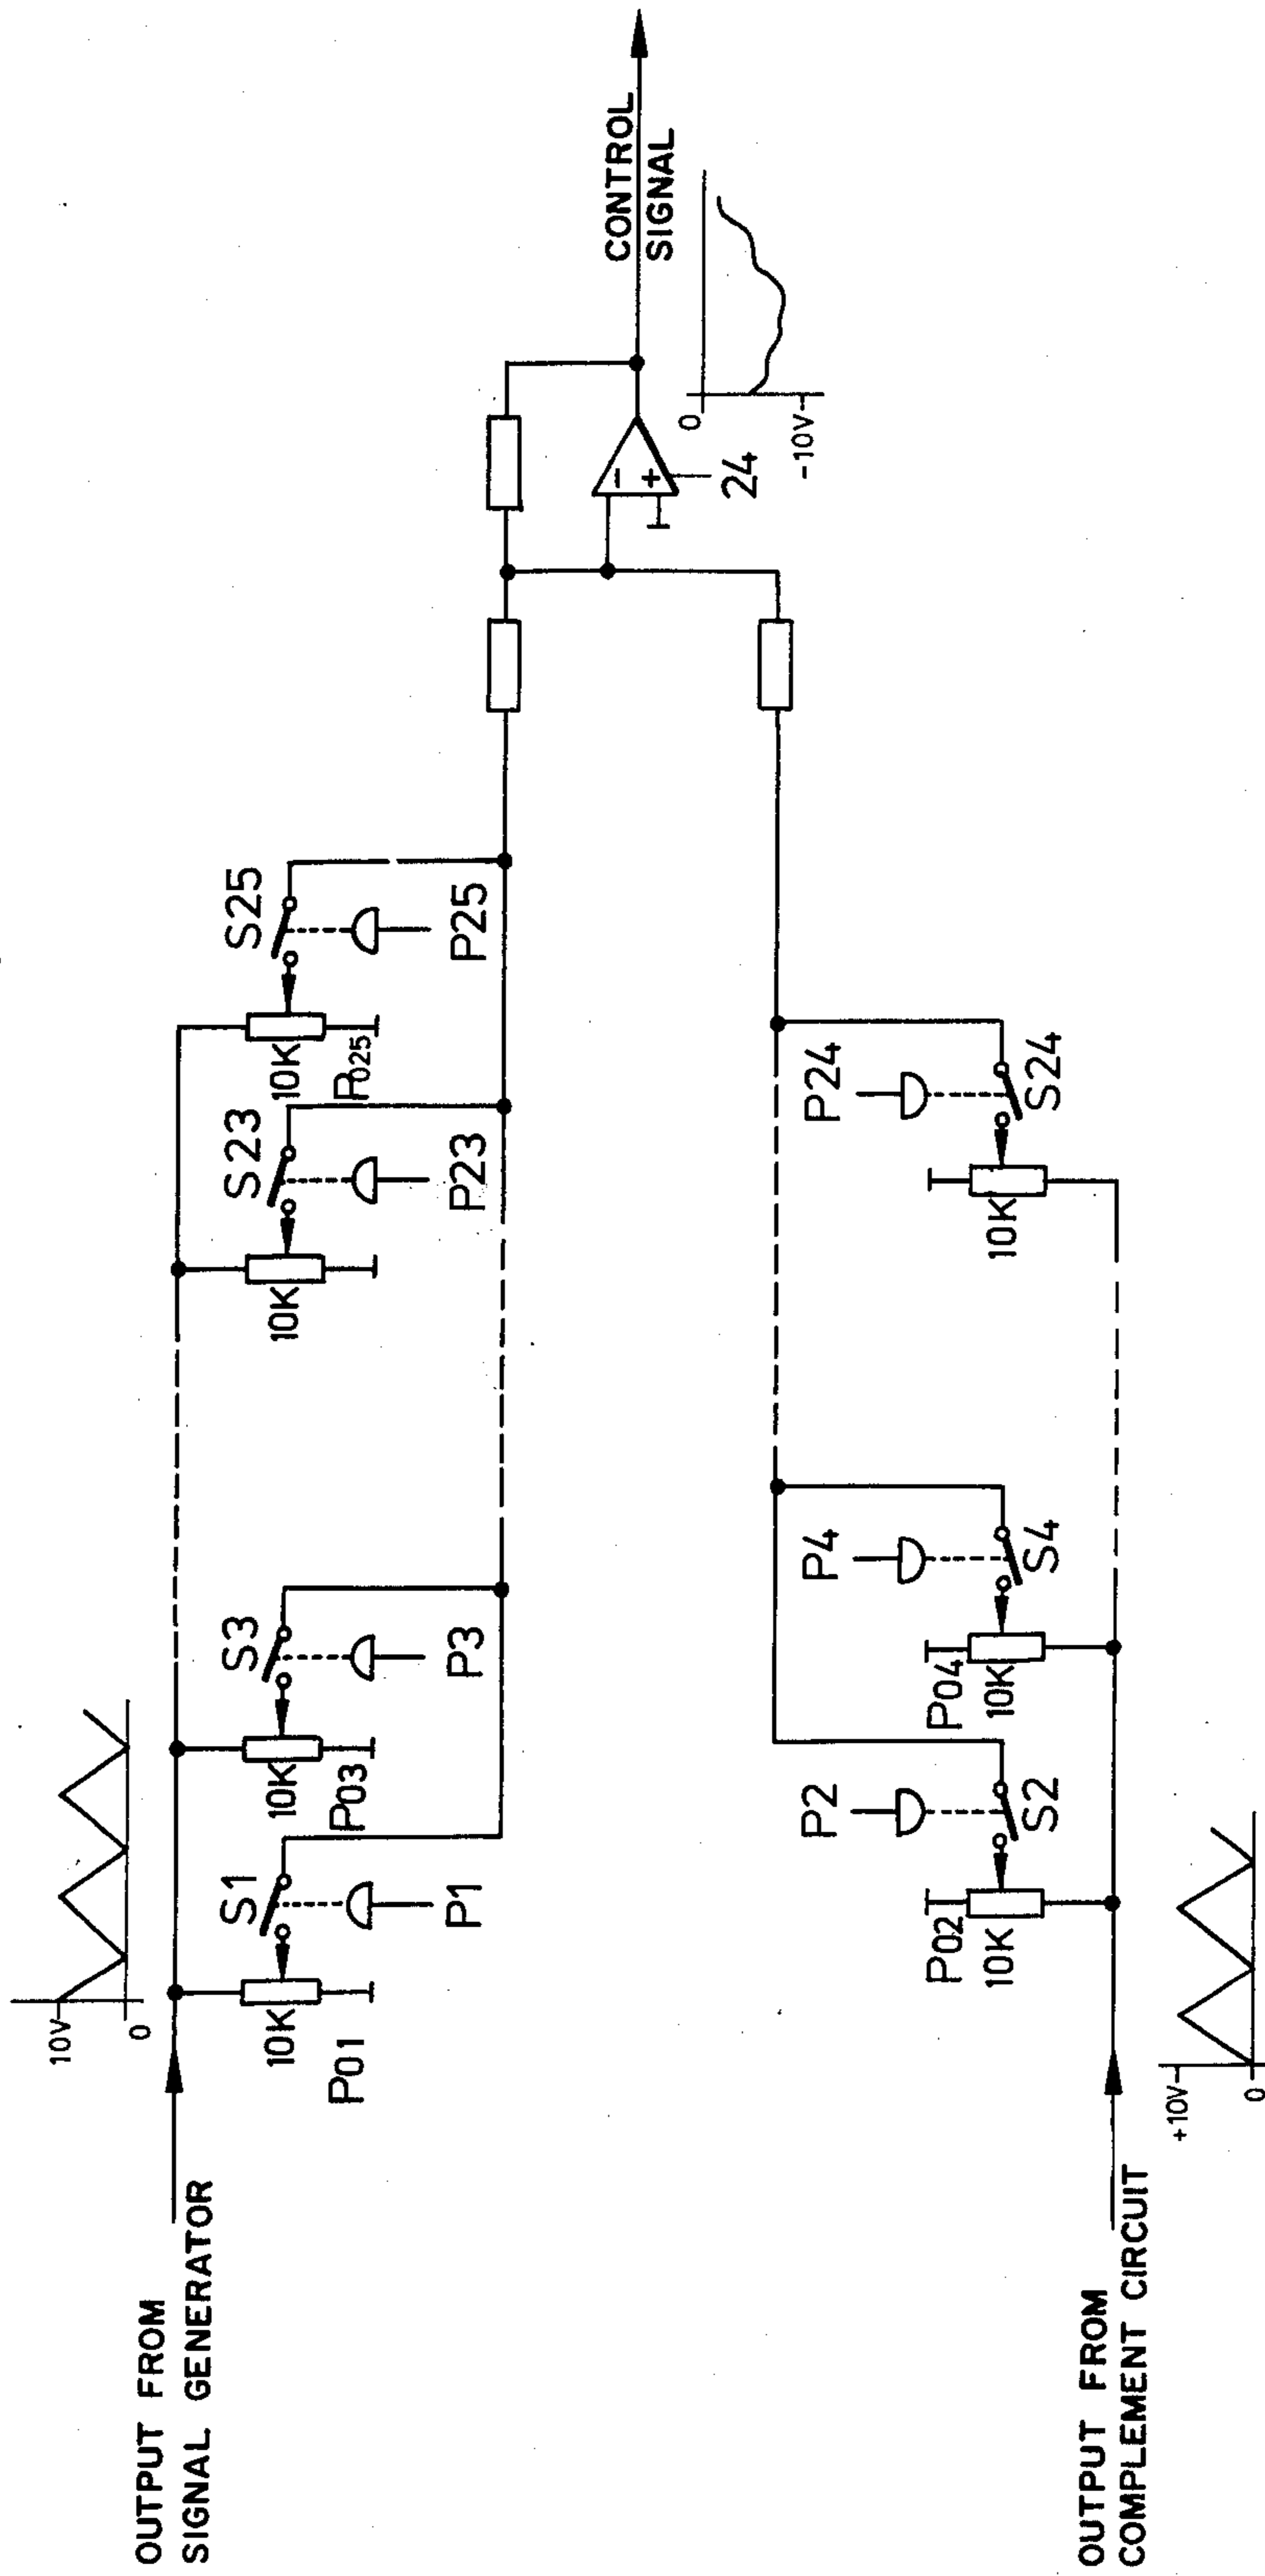 OUTPUT FROM
SIGNAL GENERATOR
10V
0
10K
P01
S1
P1
10K
P03
S3
P3
10K
S23
P23
10K
P025
S25
P25
CONTROL
SIGNAL
0
-10V
- +
24
OUTPUT FROM
COMPLEMENT CIRCUIT
+10V
0
P02
10K
P2
S2
P04
10K
P4
S4
10K
P24
S24